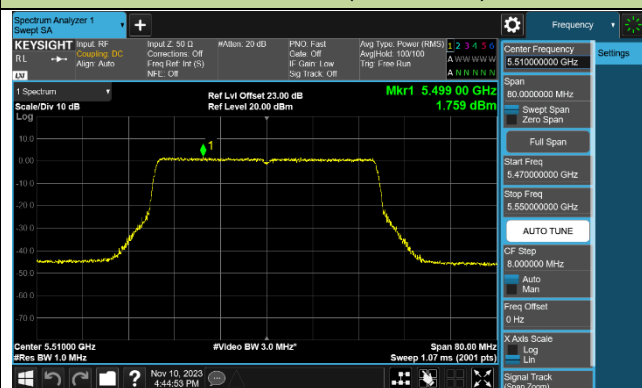 Spectrum Analyzer 1
Swept SA
+
Frequency
KEYSIGHT
RL
LXI
Input: RF
Coupling: DC
Align: Auto
Input Z: 50 Ω
Corrections: Off
Freq Ref: Int (S)
NFE: Off
#Atten: 20 dB
PNO: Fast
Gate: Off
IF Gain: Low
Sig Track: Off
Avg Type: Power (RMS)
Avg|Hold: 100/100
Trig: Free Run
1 2 3 4 5 6
A W W W W W
A N N N N N
Center Frequency
5.510000000 GHz
Settings
1 Spectrum
Scale/Div 10 dB
Log
Ref Lvl Offset 23.00 dB
Ref Level 20.00 dBm
Mkr1 5.499 00 GHz
1.759 dBm
Span
80.0000000 MHz
Swept Span
Zero Span
Full Span
Start Freq
5.470000000 GHz
Stop Freq
5.550000000 GHz
AUTO TUNE
CF Step
8.000000 MHz
Auto
Man
Freq Offset
0 Hz
X Axis Scale
Log
Lin
Signal Track
(Span Zoom)
10.0
0.00
-10.0
-20.0
-30.0
-40.0
-50.0
-60.0
-70.0
1
Center 5.51000 GHz
#Res BW 1.0 MHz
#Video BW 3.0 MHz*
Span 80.00 MHz
Sweep 1.07 ms (2001 pts)
?
Nov 10, 2023
4:44:53 PM